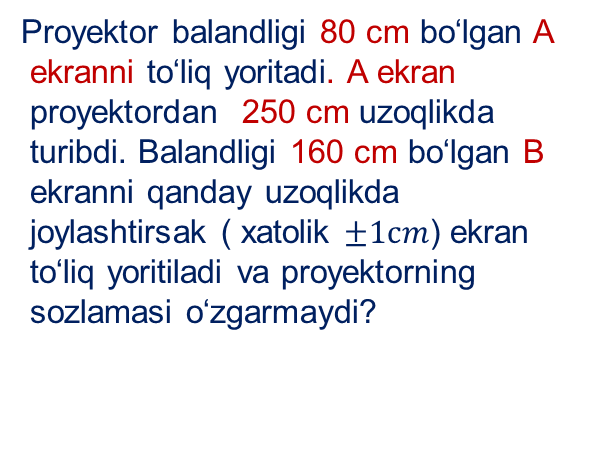 Proyektor balandligi 80 cm bo‘lgan A
ekranni to‘liq yoritadi. A ekran
proyektordan 250 cm uzoqlikda
turibdi. Balandligi 160 cm bo‘lgan B
ekranni qanday uzoqlikda
joylashtirsak ( xatolik ±1cm) ekran
to‘liq yoritiladi va proyektorning
sozlamasi o‘zgarmaydi?